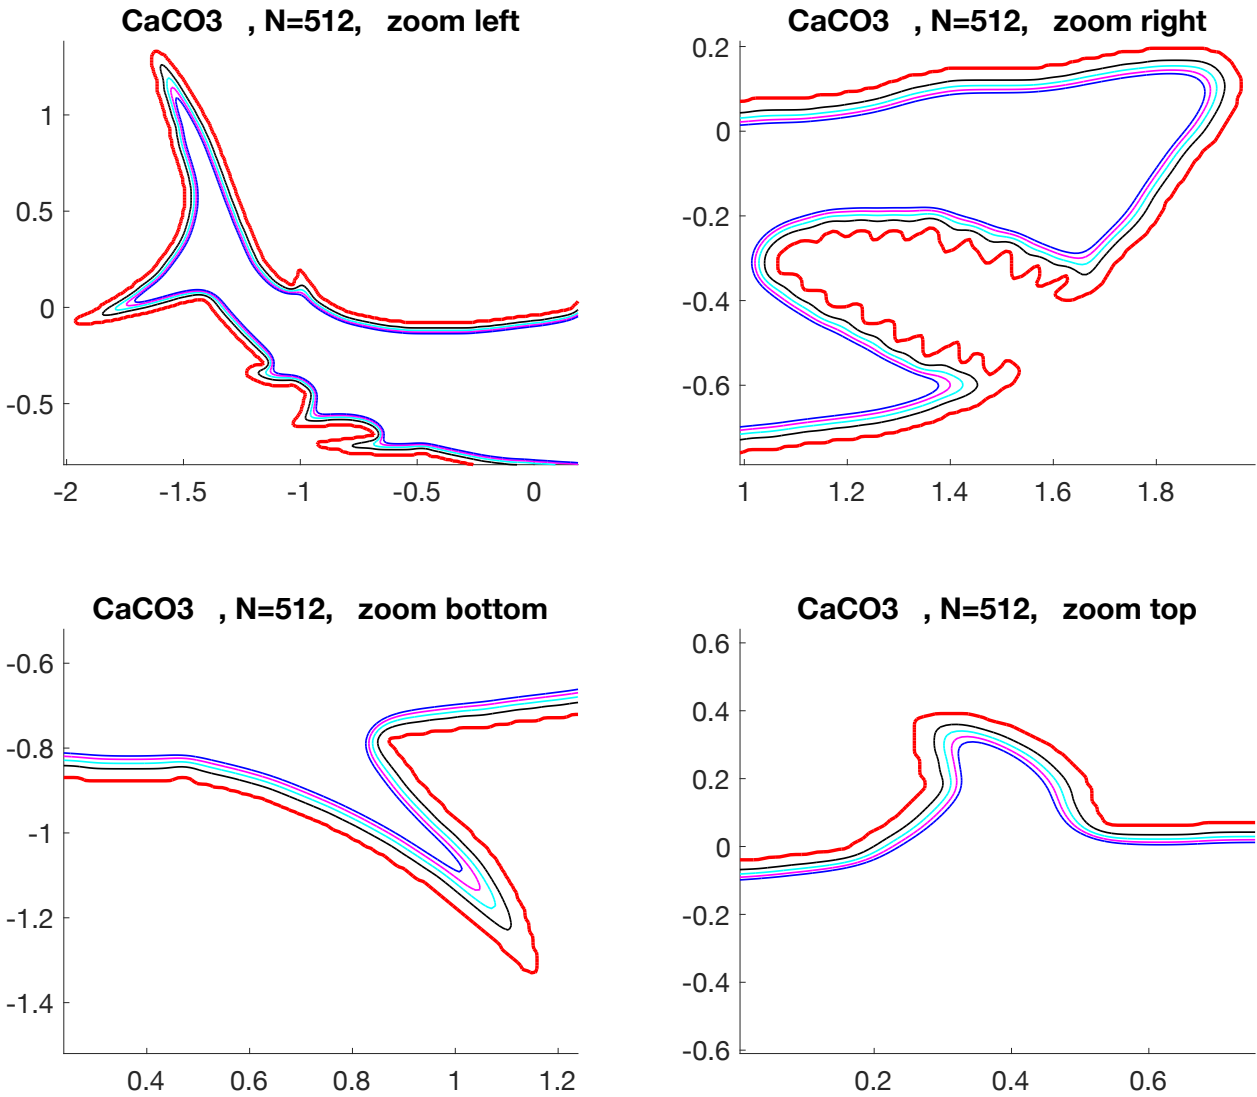 CaCO3 , N=512, zoom left
1
0.5
0
-0.5
-2 -1.5 -1 -0.5 0
CaCO3 , N=512, zoom right
0.2
0
-0.2
-0.4
-0.6
1 1.2 1.4 1.6 1.8
CaCO3 , N=512, zoom bottom
-0.6
-0.8
-1
-1.2
-1.4
0.4 0.6 0.8 1 1.2
CaCO3 , N=512, zoom top
0.6
0.4
0.2
0
-0.2
-0.4
-0.6
0.2 0.4 0.6